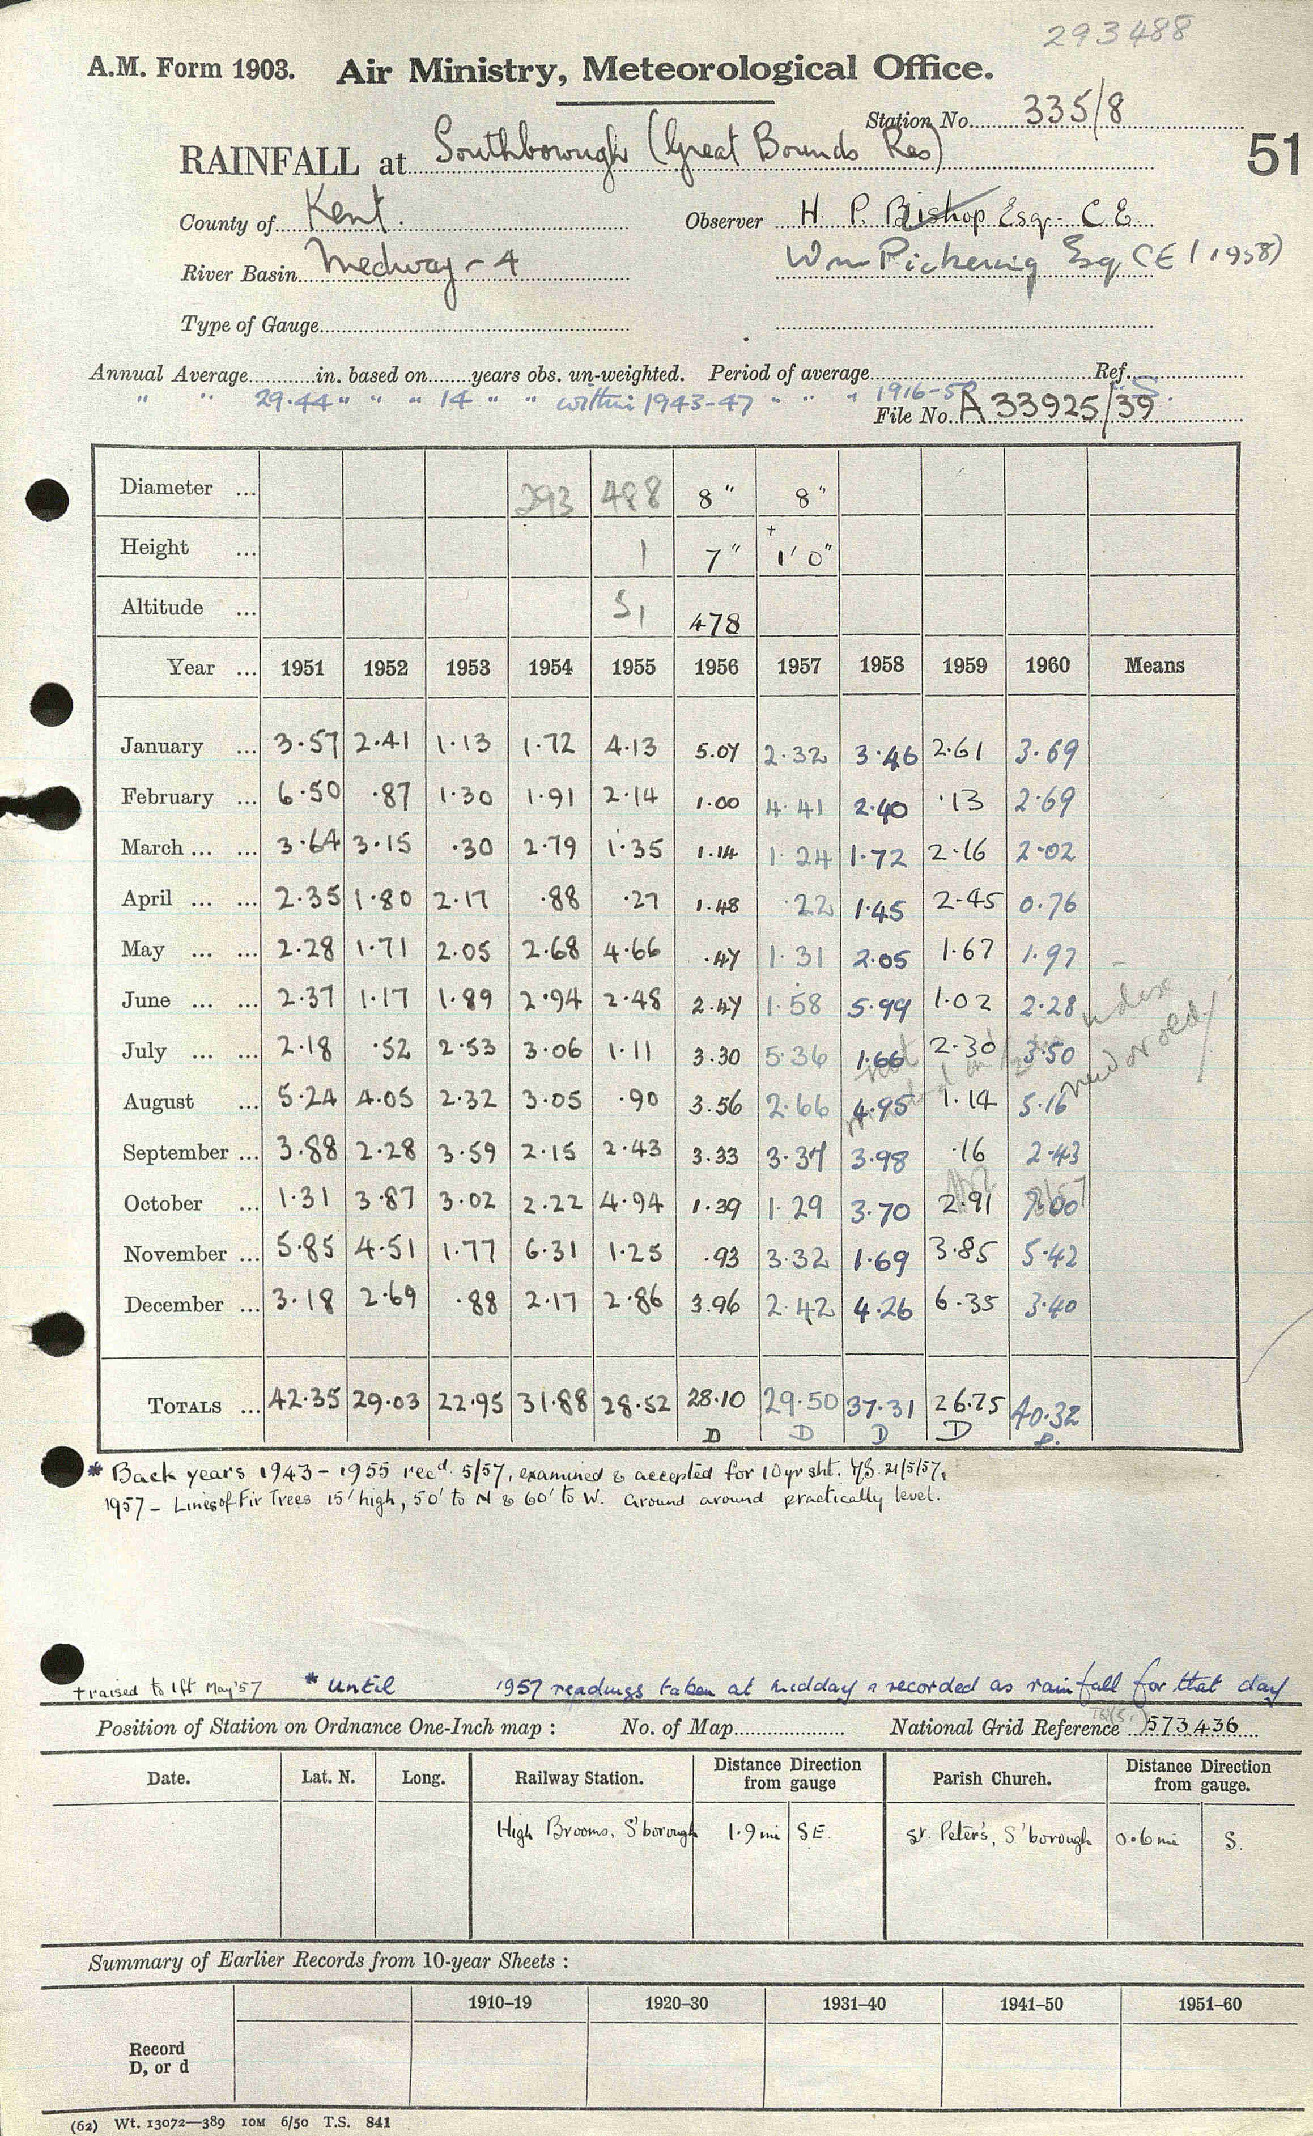 293488
A.M. Form 1903. Air Ministry, Meteorological Office.
Station No. 335/8
RAINFALL at Southborough (Great Bounds Res) 51
County of Kent. Observer H. P. Bishop Esq. C.E.
River Basin Medway - 4 Wm Pickering Esq CE (1958)
Type of Gauge
Annual Average in. based on years obs. un-weighted. Period of average Ref.
" " 29.44 " " " 14 " " within 1943-47 " " " 1916-50
File No. A 33925/39
Diameter ... 293 488 8" 8"
Height ... 1 7" + 1' 0"
Altitude ... 51 478
Year ... 1951 1952 1953 1954 1955 1956 1957 1958 1959 1960 Means
January ... 3.57 2.41 1.13 1.72 4.13 5.07 2.32 3.46 2.61 3.69
February ... 6.50 .87 1.30 1.91 2.14 1.00 4.41 2.40 .13 2.69
March ... ... 3.64 3.15 .30 2.79 1.35 1.14 1.24 1.72 2.16 2.02
April ... ... 2.35 1.80 2.17 .88 .27 1.48 .22 1.45 2.45 0.76
May ... ... 2.28 1.71 2.05 2.68 4.66 .47 1.31 2.05 1.67 1.97
June ... ... 2.37 1.17 1.89 2.94 2.48 2.47 1.58 5.99 1.02 2.28
July ... ... 2.18 .52 2.53 3.06 1.11 3.30 5.36 1.66 2.30 3.50
August ... 5.24 4.05 2.32 3.05 .90 3.56 2.66 4.95 1.14 5.16
September ... 3.88 2.28 3.59 2.15 2.43 3.33 3.37 3.98 .16 2.43
October ... 1.31 3.87 3.02 2.22 4.94 1.39 1.29 3.70 2.91 7.00
November ... 5.85 4.51 1.77 6.31 1.25 .93 3.32 1.69 3.85 5.42
December ... 3.18 2.69 .88 2.17 2.86 3.96 2.42 4.26 6.35 3.40
TOTALS ... 42.35 29.03 22.95 31.88 28.52 28.10 29.50 37.31 26.75 40.32
D D D D D.
* Back years 1943-1955 recd. 5/57, examined & accepted for 10 yr sht. 21/5/57.
1957 - Lines of Fir Trees 15' high, 50' to N & 60' to W. Ground around practically level.
+ raised to 1ft May '57 * until 1957 readings taken at midday & recorded as rainfall for that day
Position of Station on Ordnance One-Inch map : No. of Map National Grid Reference 573436
Date. Lat. N. Long. Railway Station. Distance Direction from gauge Parish Church. Distance Direction from gauge.
High Brooms, S'borough 1.9 mi SE. St. Peter's, S'borough 0.6 mi S.
Summary of Earlier Records from 10-year Sheets :
1910–19 1920–30 1931–40 1941–50 1951–60
Record
D, or d
(62) Wt. 13072—389 10M 6/50 T.S. 841